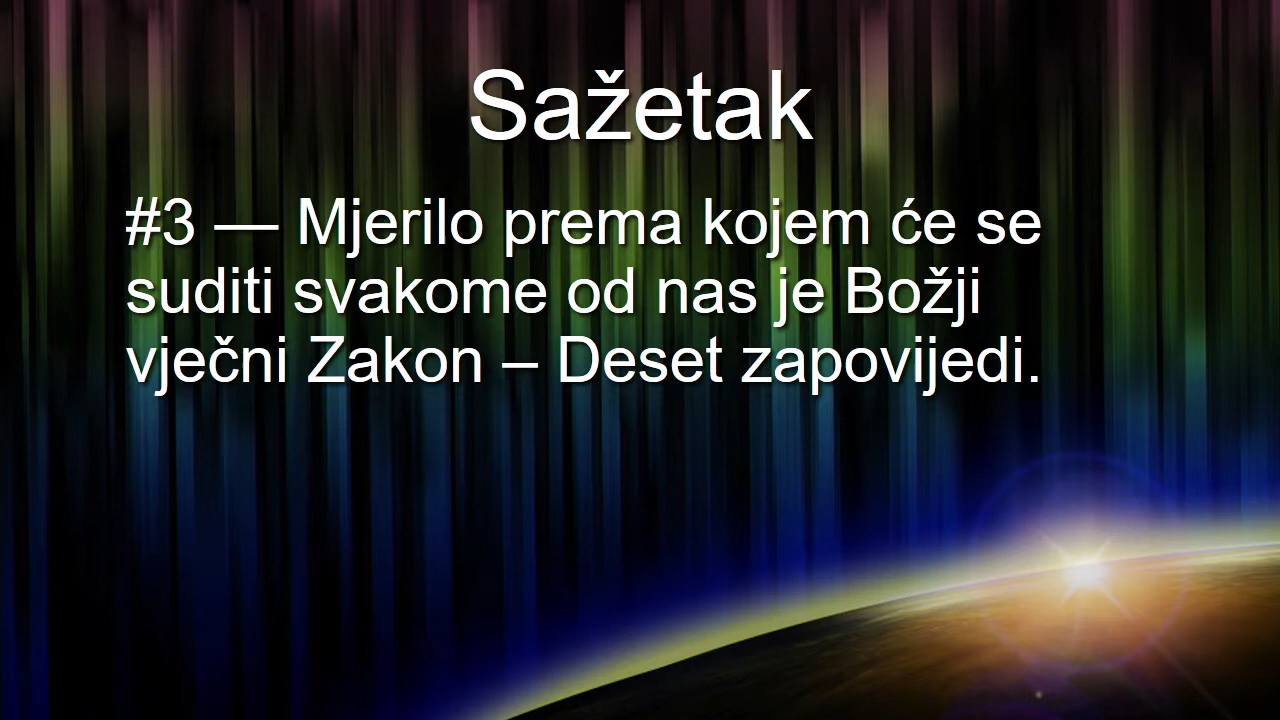 Sažetak
#3 — Mjerilo prema kojem će se
suditi svakome od nas je Božji
vječni Zakon – Deset zapovijedi.